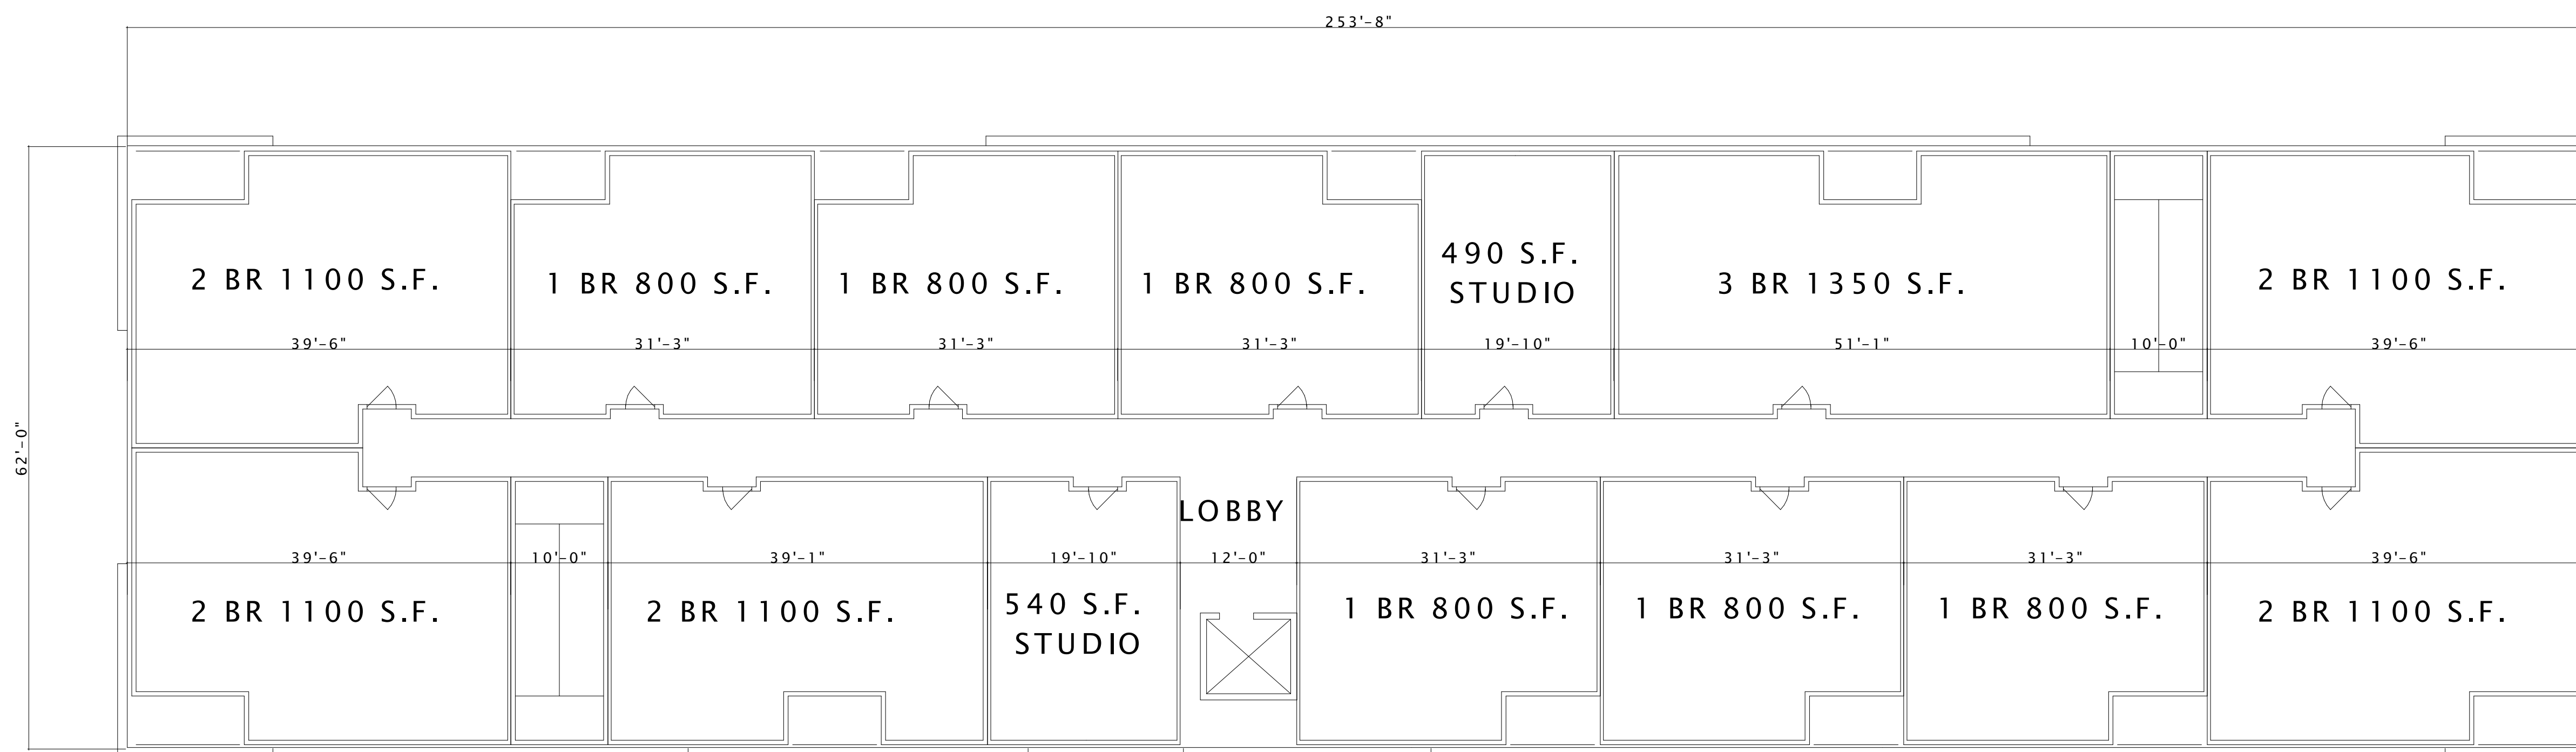 253'-8"
490 S.F.
STUDIO
2 BR 1100 S.F.
1 BR 800 S.F.
1 BR 800 S.F.
1 BR 800 S.F.
3 BR 1350 S.F.
2 BR 1100 S.F.
39'-6"
31'-3"
31'-3"
31'-3"
19'-10"
51'-1"
10'-0"
39'-6"
62'-0"
LOBBY
39'-6"
10'-0"
39'-1"
19'-10"
12'-0"
31'-3"
31'-3"
31'-3"
39'-6"
2 BR 1100 S.F.
2 BR 1100 S.F.
540 S.F.
STUDIO
1 BR 800 S.F.
1 BR 800 S.F.
1 BR 800 S.F.
2 BR 1100 S.F.